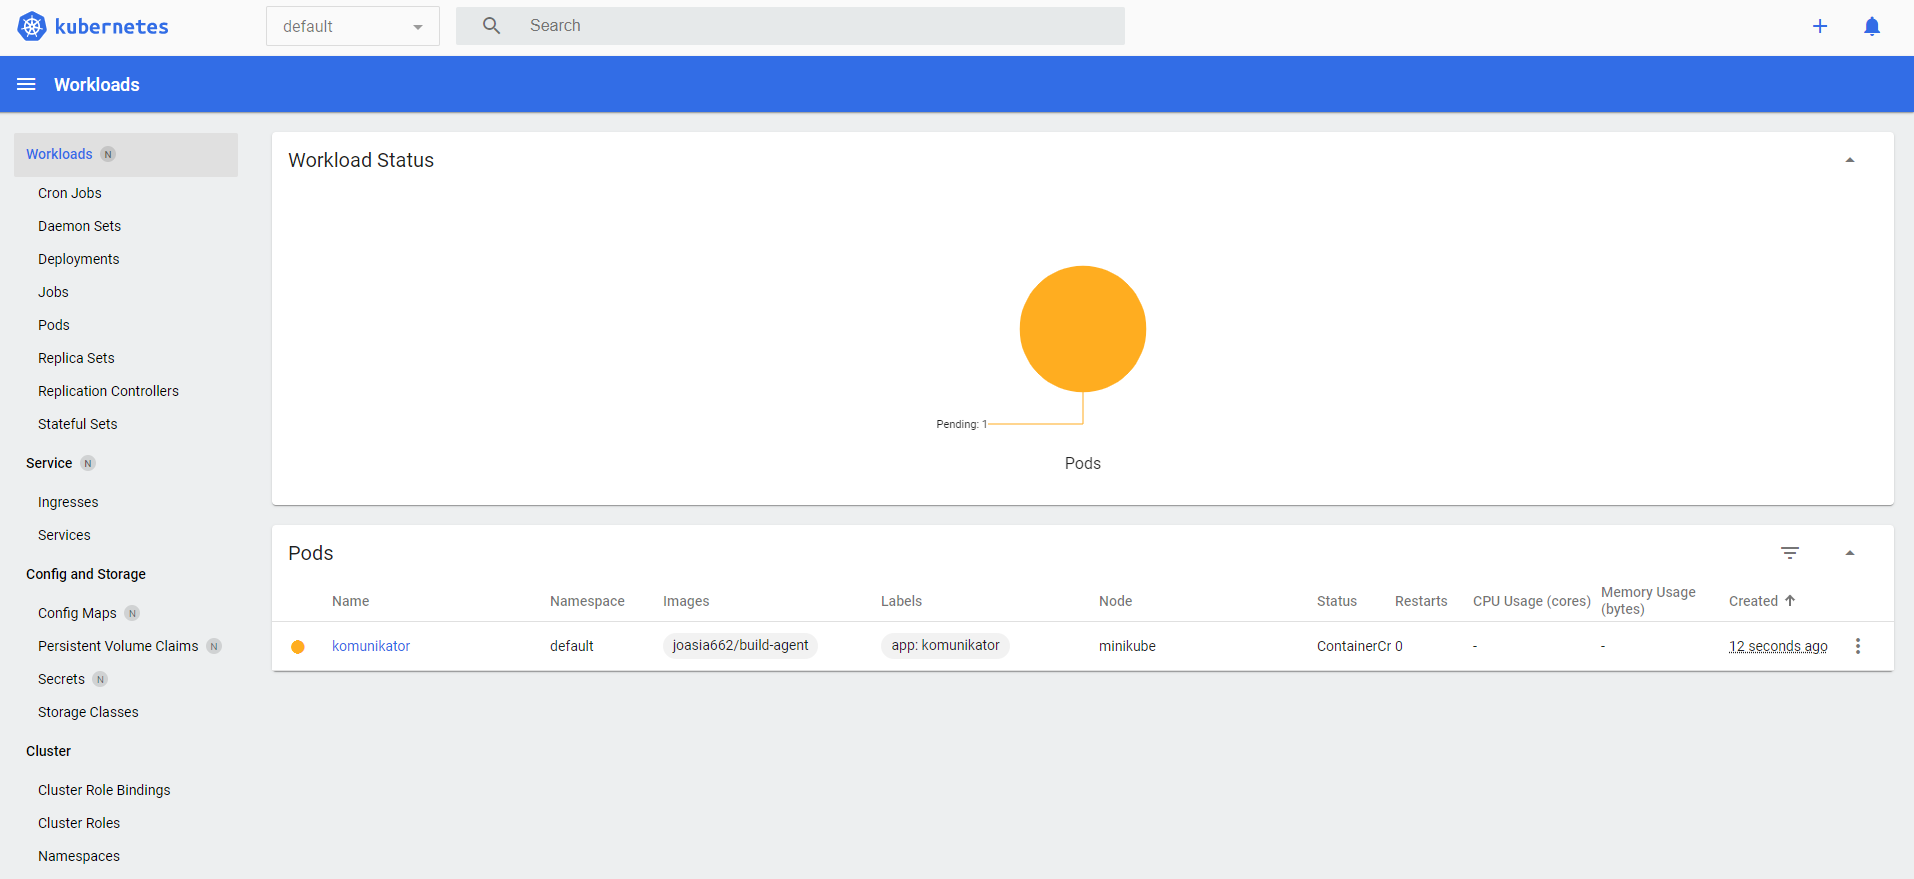 kubernetes
default
Search
Workloads
Workloads N
Cron Jobs
Daemon Sets
Deployments
Jobs
Pods
Replica Sets
Replication Controllers
Stateful Sets
Service N
Ingresses
Services
Config and Storage
Config Maps N
Persistent Volume Claims N
Secrets N
Storage Classes
Cluster
Cluster Role Bindings
Cluster Roles
Namespaces
Workload Status
Pending: 1
Pods
Pods
Name Namespace Images Labels Node Status Restarts CPU Usage (cores) Memory Usage (bytes) Created
komunikator default joasia662/build-agent app: komunikator minikube ContainerCr 0 - - 12 seconds ago